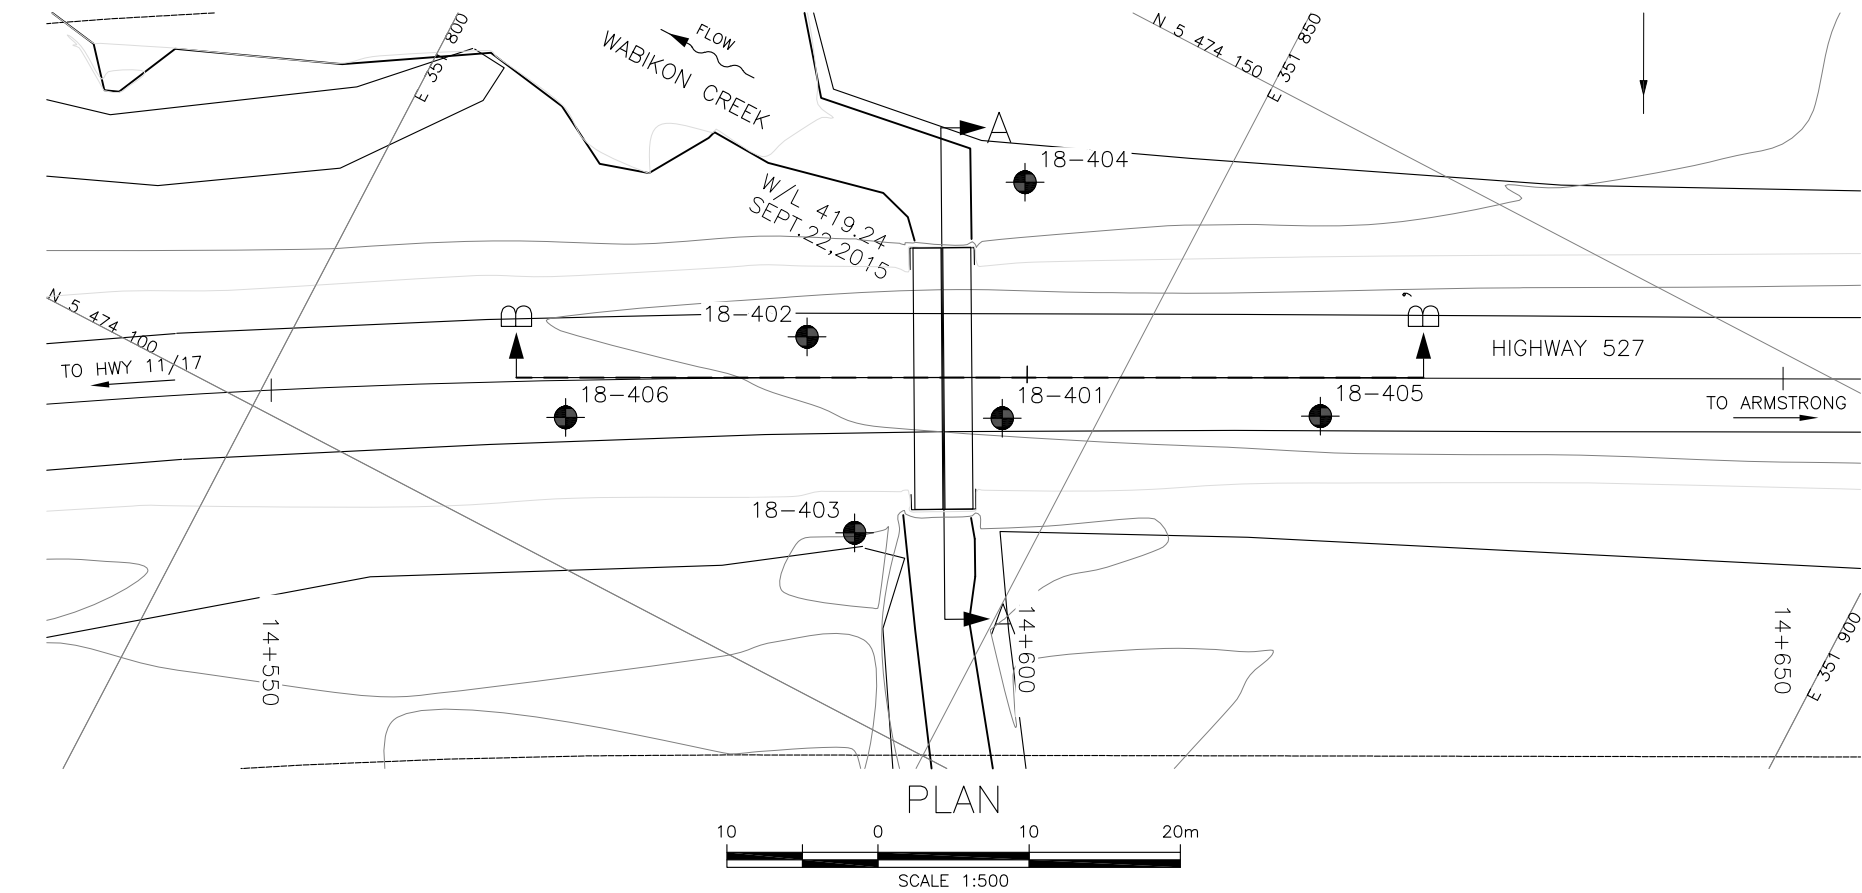 E 351 800
FLOW
WABIKON CREEK
N 5 474 150
E 351 850
A
18-404
W/L 419.24
SEPT.22,2015
N 5 474 100
B
18-402
B'
HIGHWAY 527
TO HWY 11/17
18-406
18-401
18-405
TO ARMSTRONG
18-403
A'
14+550
14+600
14+650
E 351 900
PLAN
10 0 10 20m
SCALE 1:500